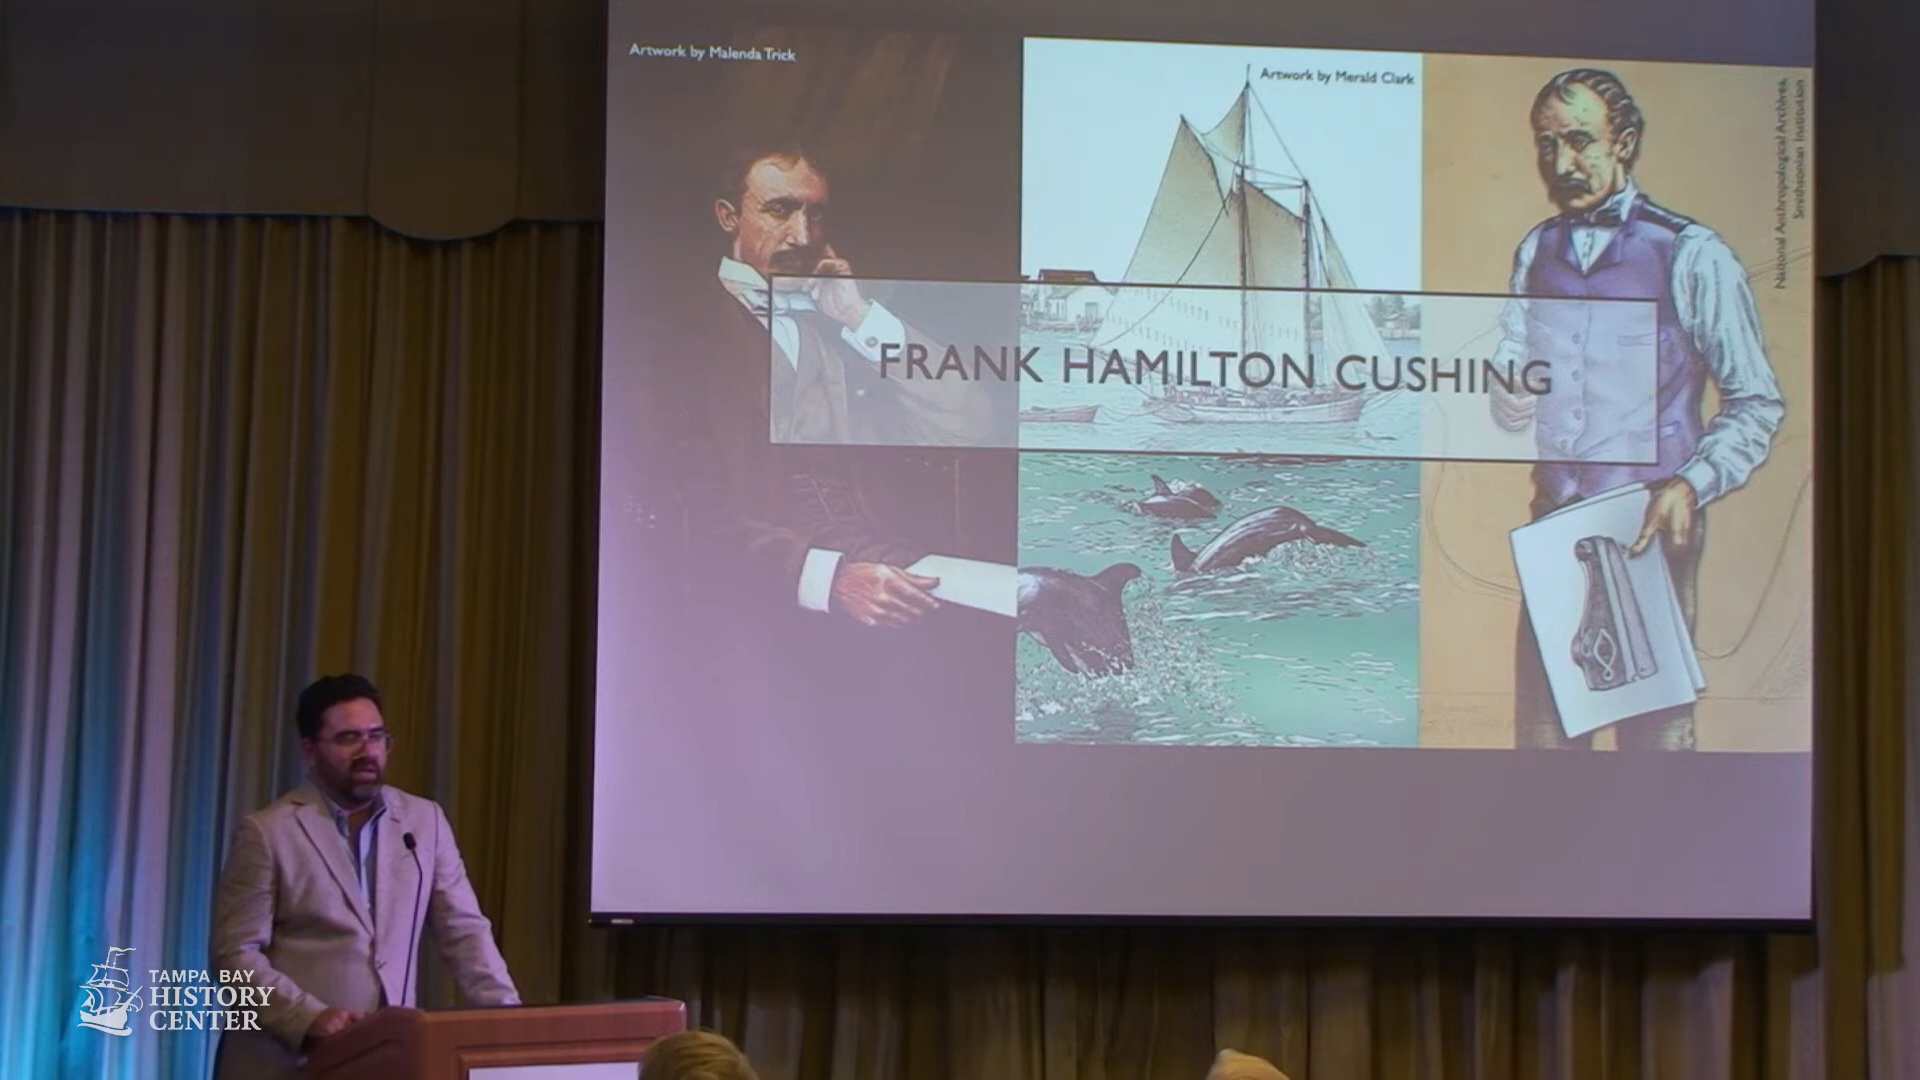 Artwork by Malenda Trick
Artwork by Merald Clark
National Anthropological Archives,
Smithsonian Institution
FRANK HAMILTON CUSHING
TAMPA BAY
HISTORY
CENTER